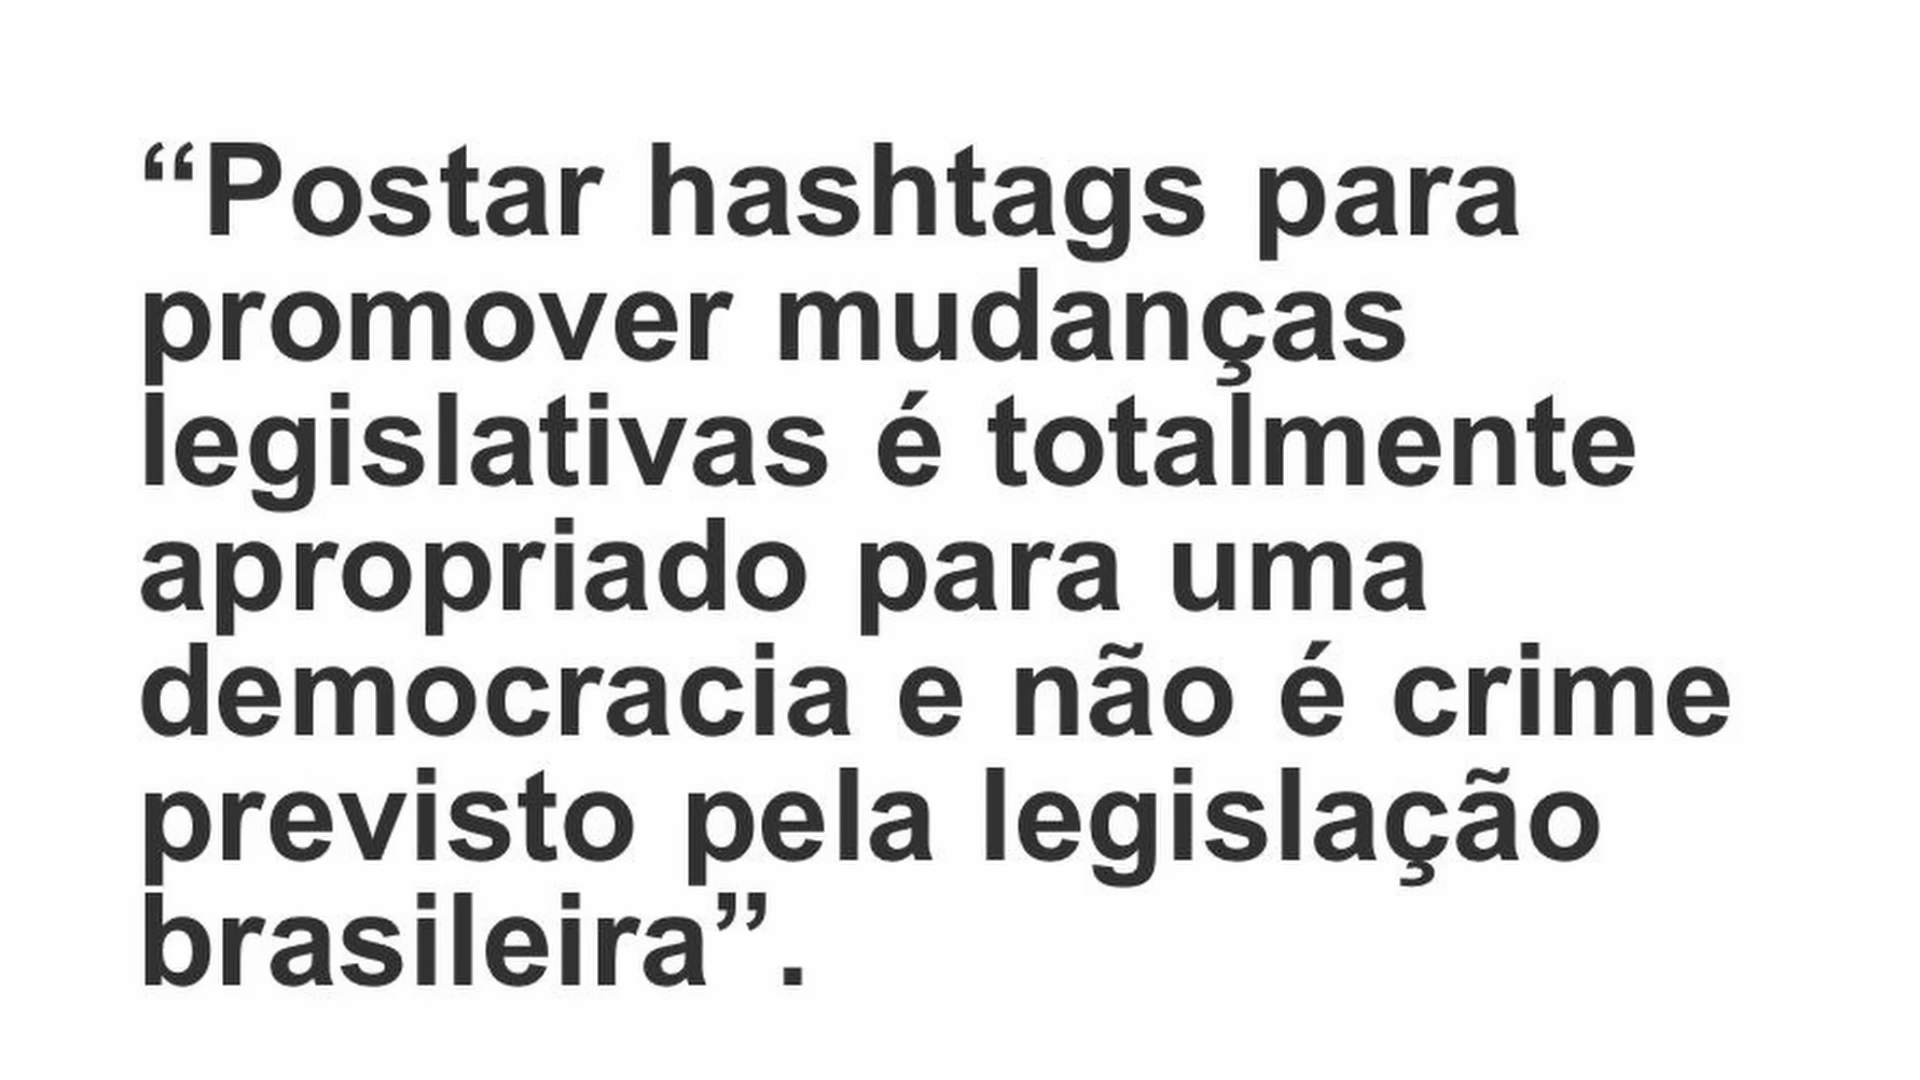 “Postar hashtags para
promover mudanças
legislativas é totalmente
apropriado para uma
democracia e não é crime
previsto pela legislação
brasileira”.